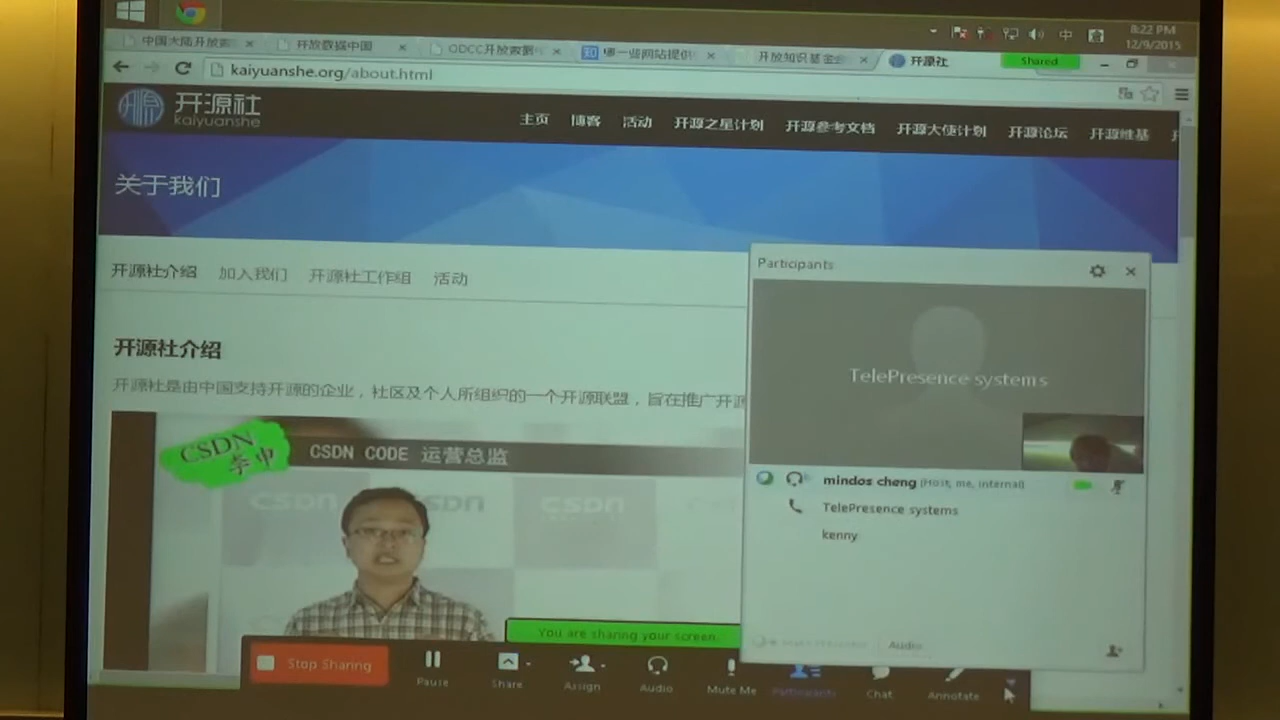 8:22 PM
12/9/2015
中国大陆开放数据
开放数据中国
ODCC开放数据
知 哪一些网站提供
开放知识基金会
开源社
Shared
kaiyuanshe.org/about.html
开源社
kaiyuanshe
主页 博客 活动 开源之星计划 开源参考文档 开源大使计划 开源论坛 开源维基
关于我们
开源社介绍 加入我们 开源社工作组 活动
开源社介绍
开源社是由中国支持开源的企业，社区及个人所组织的一个开源联盟，旨在推广开源
CSDN
李中
CSDN CODE 运营总监
CSDN
CSDN
Participants
TelePresence systems
mindos cheng (Host, me, internal)
TelePresence systems
kenny
Audio
You are sharing your screen.
Stop Sharing
Pause
Share
Assign
Audio
Mute Me
Participants
Chat
Annotate